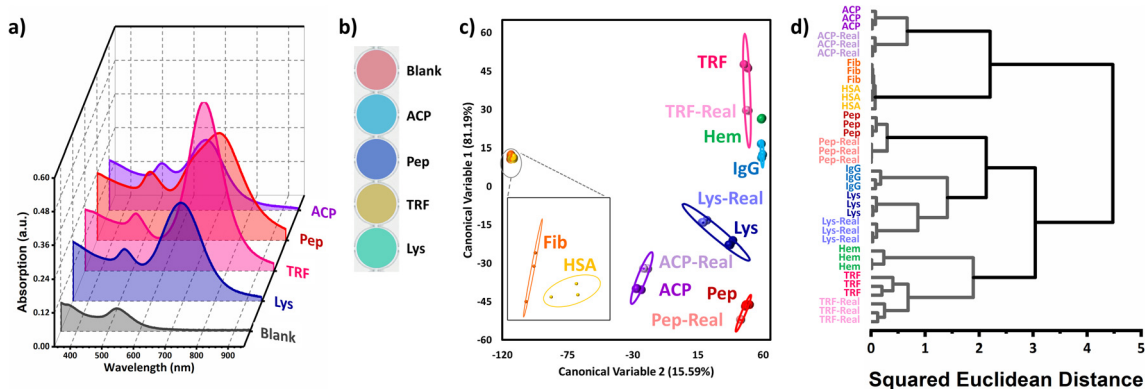 a)
0.60
0.48
0.36
0.24
0.12
0.00
Absorption (a.u.)
400
500
600
700
800
900
Wavelength (nm)
ACP
Pep
TRF
Lys
Blank
b)
Blank
ACP
Pep
TRF
Lys
c)
60
45
30
15
0
-15
-30
-45
-60
Canonical Variable 1 (81.19%)
-120
-75
-30
15
60
Canonical Variable 2 (15.59%)
TRF
TRF-Real
Hem
IgG
Lys-Real
Lys
Fib
HSA
ACP-Real
ACP
Pep
Pep-Real
d)
ACP
ACP
ACP
ACP-Real
ACP-Real
ACP-Real
Fib
Fib
Fib
HSA
HSA
HSA
Pep
Pep
Pep
Pep-Real
Pep-Real
Pep-Real
IgG
IgG
IgG
Lys
Lys
Lys
Lys-Real
Lys-Real
Lys-Real
Hem
Hem
Hem
TRF
TRF
TRF
TRF-Real
TRF-Real
TRF-Real
0 1 2 3 4 5
Squared Euclidean Distance